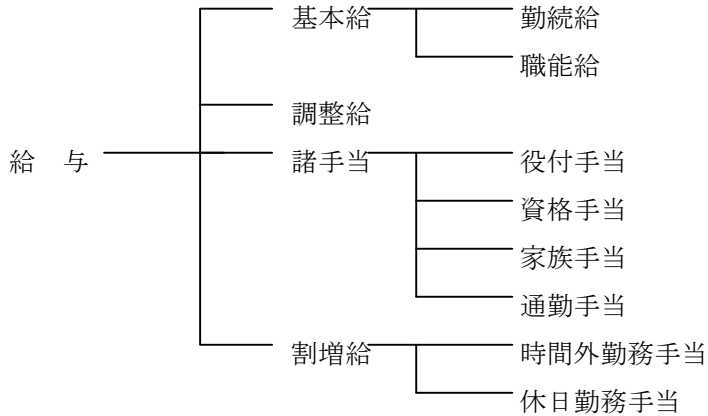 基本給 勤続給
職能給
調整給
給 与 諸手当 役付手当
資格手当
家族手当
通勤手当
割増給 時間外勤務手当
休日勤務手当